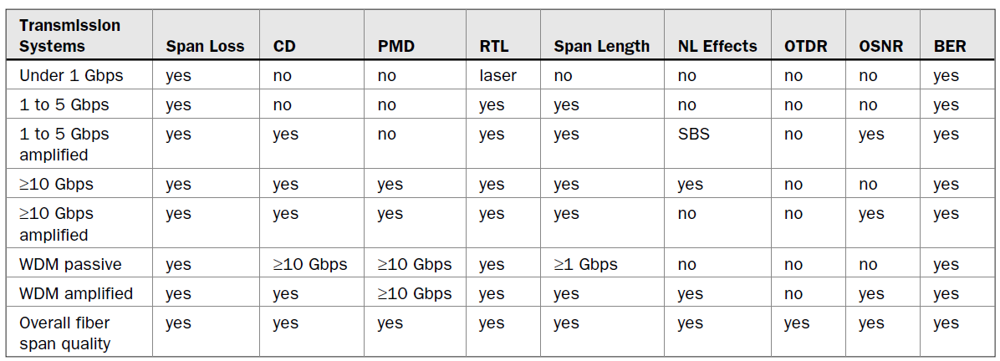 Transmission
Systems Span Loss CD PMD RTL Span Length NL Effects OTDR OSNR BER
Under 1 Gbps yes no no laser no no no no yes
1 to 5 Gbps yes no no yes yes no no no yes
1 to 5 Gbps yes yes no yes yes SBS no yes yes
amplified
≥10 Gbps yes yes yes yes yes yes no no yes
≥10 Gbps yes yes yes yes yes no no yes yes
amplified
WDM passive yes ≥10 Gbps ≥10 Gbps yes ≥1 Gbps no no no yes
WDM amplified yes yes ≥10 Gbps yes yes yes no yes yes
Overall fiber yes yes yes yes yes yes yes yes yes
span quality